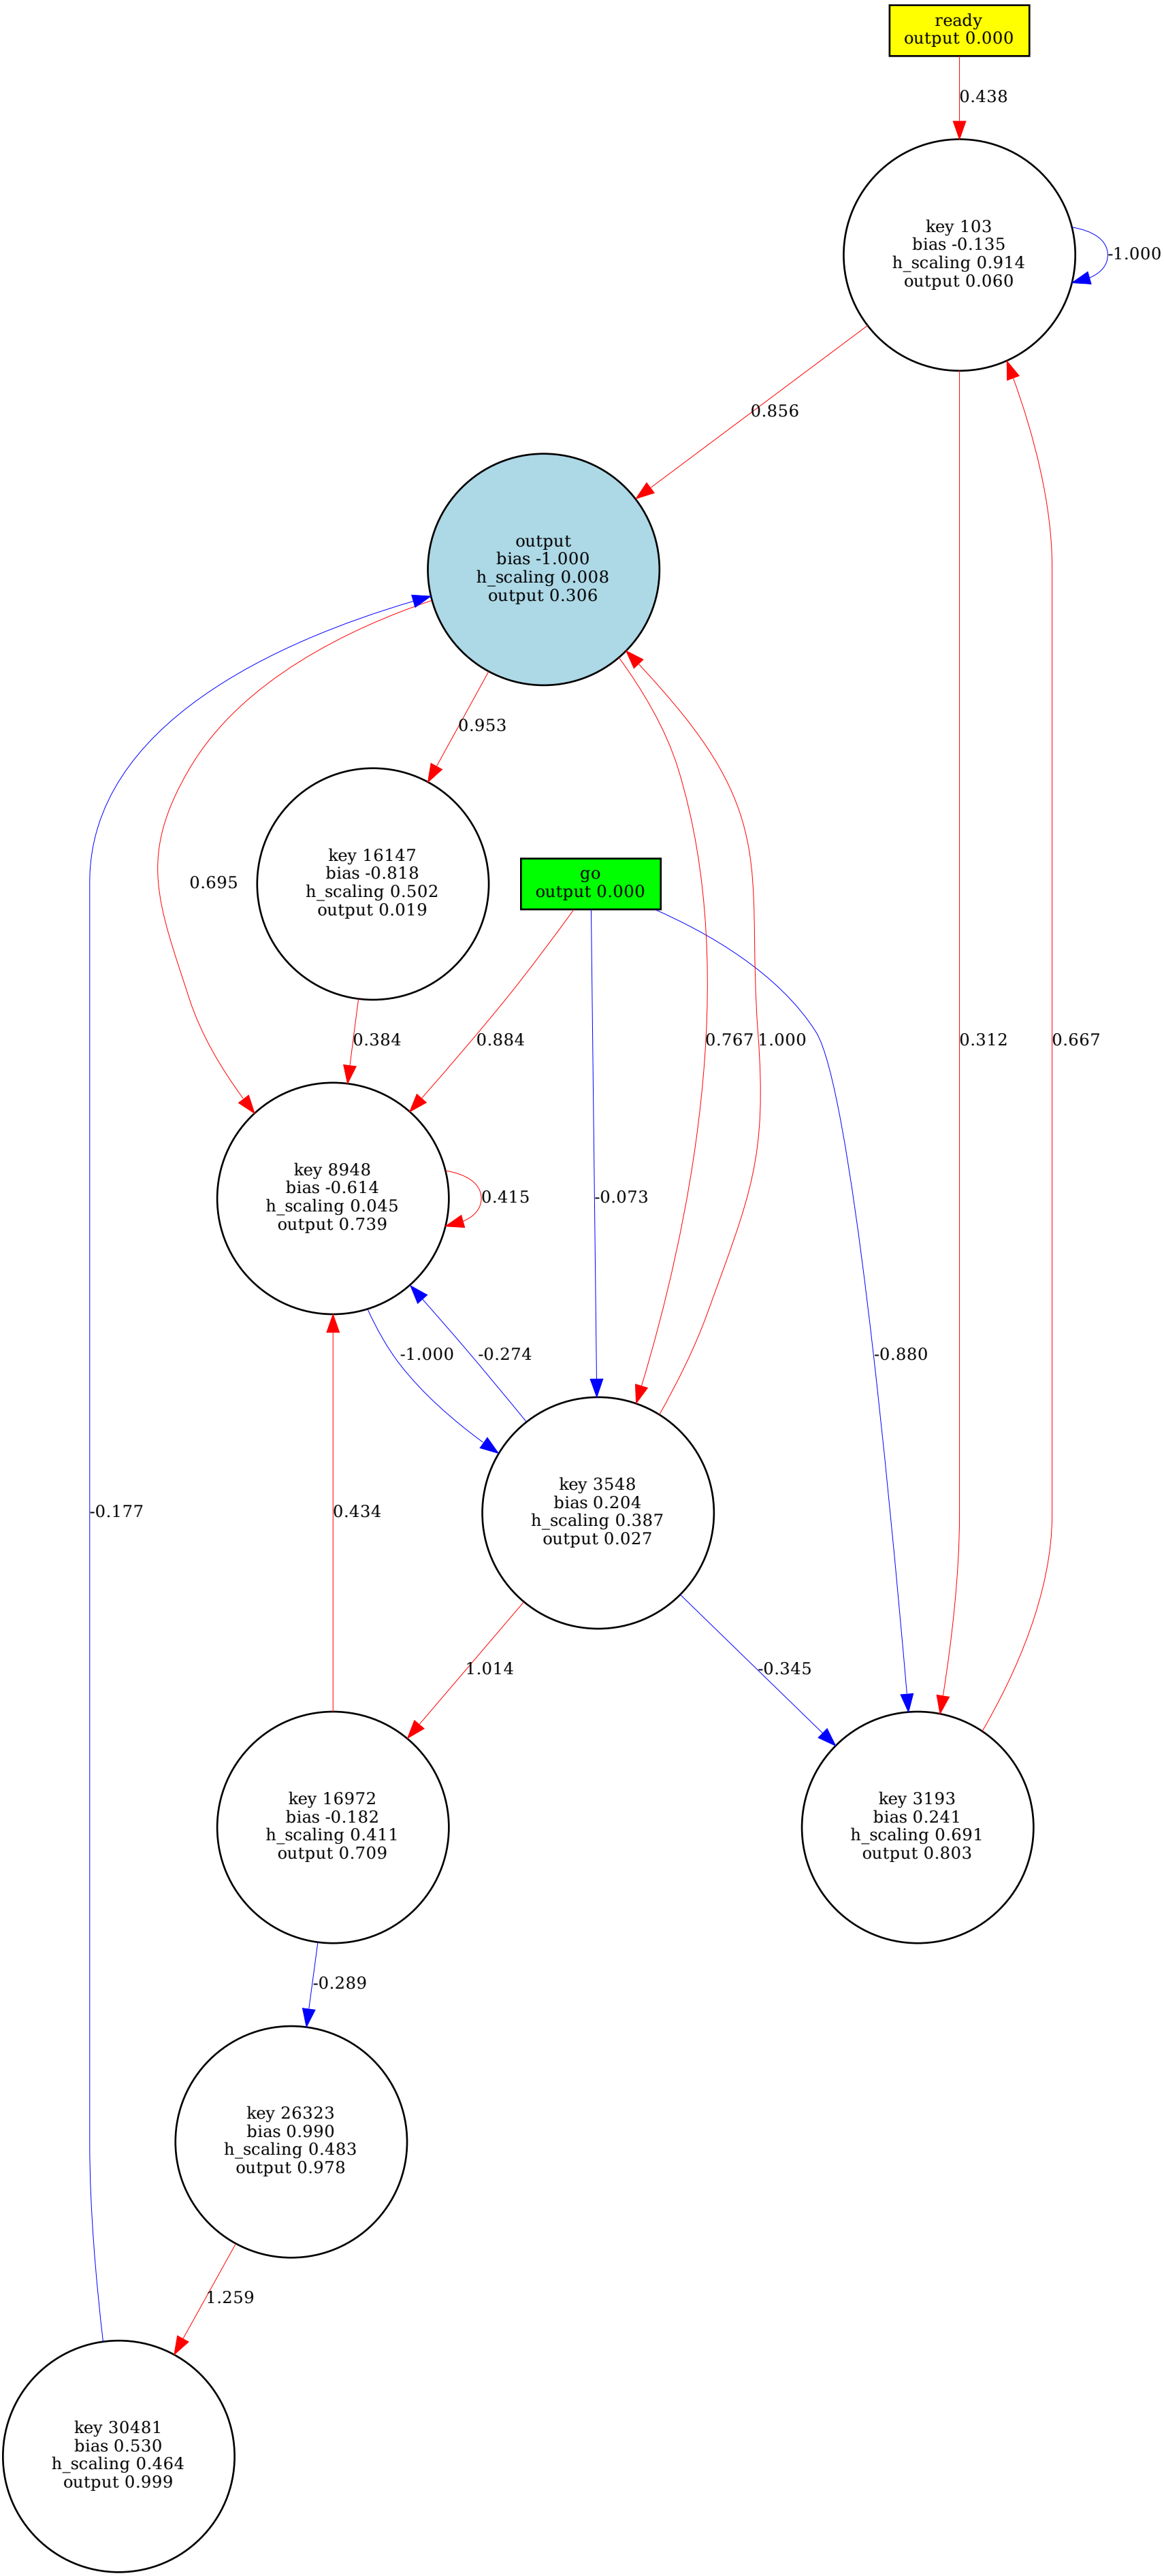 ready
output 0.000
0.438
key 103
bias -0.135
h_scaling 0.914
output 0.060
-1.000
0.856
output
bias -1.000
h_scaling 0.008
output 0.306
0.953
key 16147
bias -0.818
h_scaling 0.502
output 0.019
go
output 0.000
0.695
0.384
0.884
0.767
1.000
0.312
0.667
key 8948
bias -0.614
h_scaling 0.045
output 0.739
0.415
-0.073
-1.000
-0.274
-0.880
key 3548
bias 0.204
h_scaling 0.387
output 0.027
-0.177
0.434
1.014
-0.345
key 16972
bias -0.182
h_scaling 0.411
output 0.709
key 3193
bias 0.241
h_scaling 0.691
output 0.803
-0.289
key 26323
bias 0.990
h_scaling 0.483
output 0.978
1.259
key 30481
bias 0.530
h_scaling 0.464
output 0.999